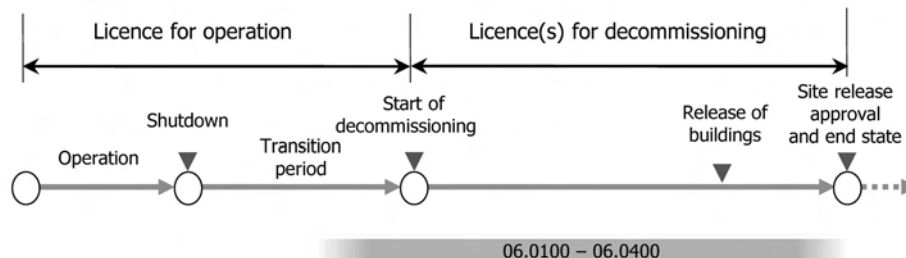 Licence for operation
Licence(s) for decommissioning
Shutdown
Start of
decommissioning
Release of
buildings
Site release
approval
and end state
Operation
Transition
period
06.0100 – 06.0400